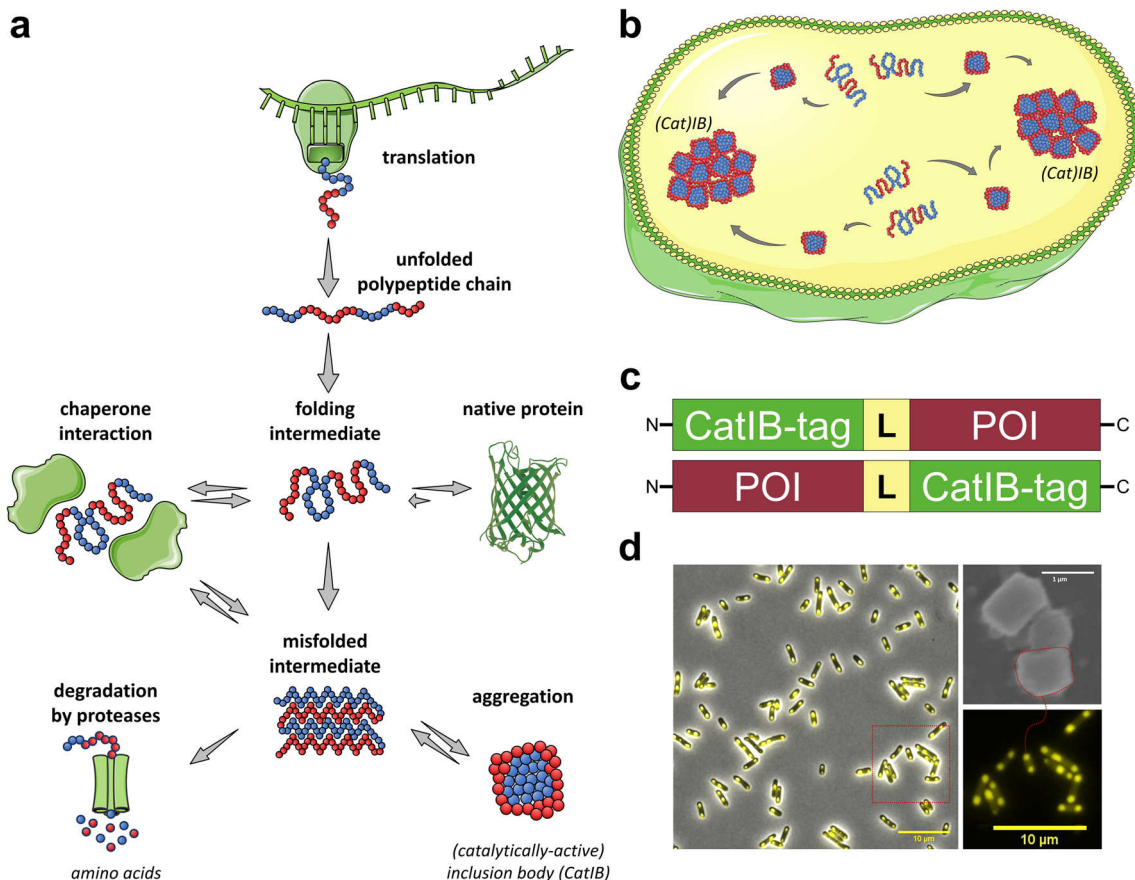 a
translation
unfolded
polypeptide chain
chaperone
interaction
folding
intermediate
native protein
misfolded
intermediate
degradation
by proteases
aggregation
amino acids
(catalytically-active)
inclusion body (CatIB)
b
(Cat)IB)
(Cat)IB)
c
N CatIB-tag L POI C
N POI L CatIB-tag C
d
10 µm
1 µm
10 µm